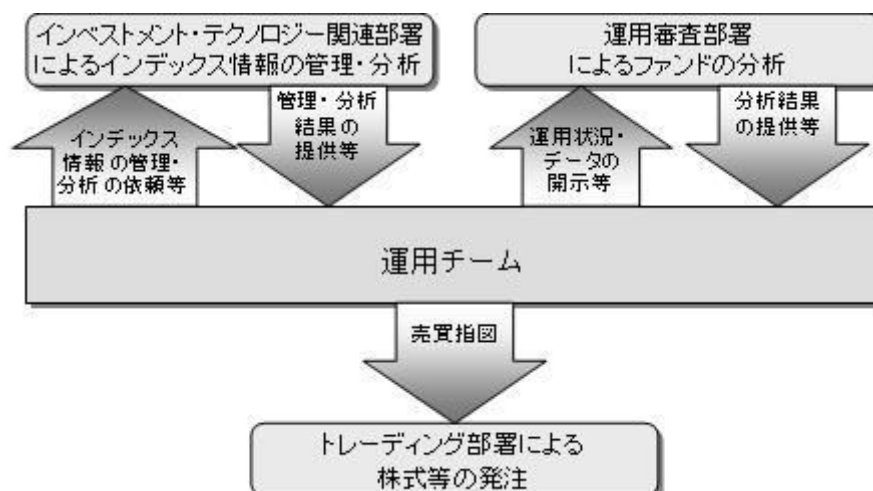 インベストメント・テクノロジー関連部署
によるインデックス情報の管理・分析
運用審査部署
によるファンドの分析
インデックス
情報の管理・
分析の依頼等
管理・分析
結果の
提供等
運用状況・
データの
開示等
分析結果
の提供等
運用チーム
売買指図
トレーディング部署による
株式等の発注